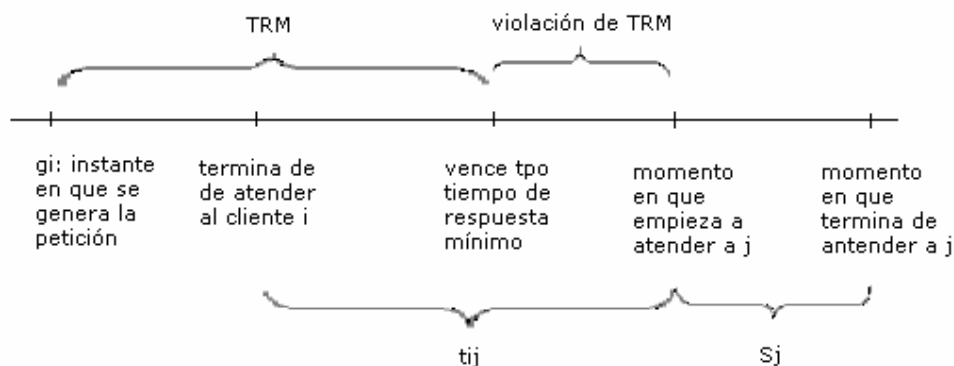 TRM
violación de TRM
gi: instante
en que se
genera la
petición
termina de
de atender
al cliente i
vence tpo
tiempo de
respuesta
mínimo
momento
en que
empieza a
atender a j
momento
en que
termina de
antender a j
tij
Sj